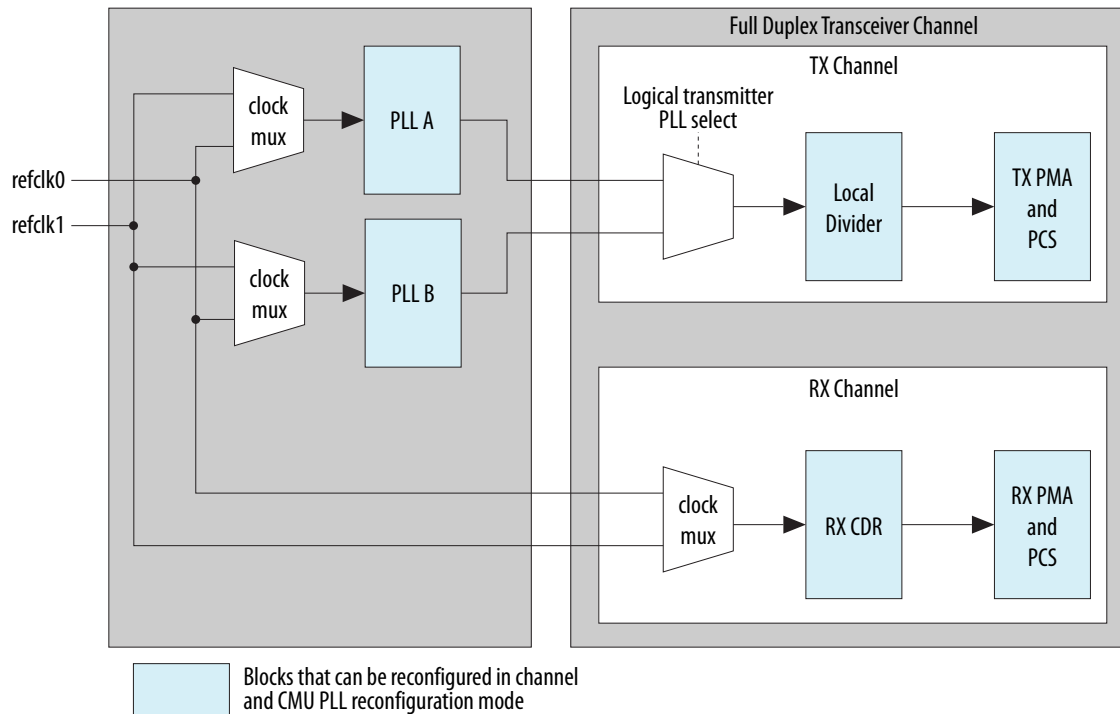 Full Duplex Transceiver Channel
TX Channel
Logical transmitter
PLL select
clock
mux
PLL A
refclk0
refclk1
Local
Divider
TX PMA
and
PCS
clock
mux
PLL B
RX Channel
clock
mux
RX CDR
RX PMA
and
PCS
Blocks that can be reconfigured in channel
and CMU PLL reconfiguration mode